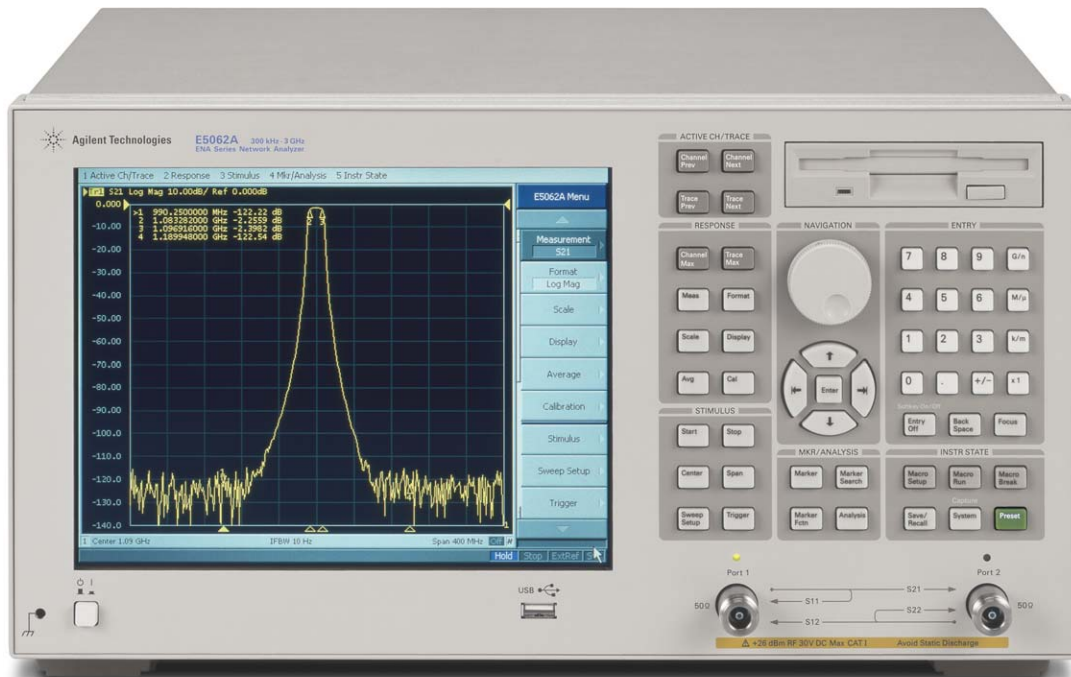 Agilent Technologies
E5062A 300 kHz - 3 GHz
ENA Series Network Analyzer
1 Active Ch/Trace 2 Response 3 Stimulus 4 Mkr/Analysis 5 Instr State
Tr1 S21 Log Mag 10.00dB/ Ref 0.000dB
0.000
-10.00
-20.00
-30.00
-40.00
-50.00
-60.00
-70.00
-80.00
-90.00
-100.0
-110.0
-120.0
-130.0
-140.0
>1 990.2500000 MHz -122.22 dB
2 1.083282000 GHz -2.2559 dB
3 1.096916000 GHz -2.3982 dB
4 1.189948000 GHz -122.54 dB
1 Center 1.09 GHz
IFBW 10 Hz
Span 400 MHz Off
Hold Stop ExtRef
E5062A Menu
Measurement
S21
Format
Log Mag
Scale
Display
Average
Calibration
Stimulus
Sweep Setup
Trigger
USB
ACTIVE CH/TRACE
Channel Prev
Channel Next
Trace Prev
Trace Next
RESPONSE
Channel Max
Trace Max
Meas
Format
Scale
Display
Avg
Cal
STIMULUS
Start
Stop
Center
Span
Sweep Setup
Trigger
NAVIGATION
Enter
MKR/ANALYSIS
Marker
Marker Search
Marker Fctn
Analysis
ENTRY
7 8 9 G/n
4 5 6 M/µ
1 2 3 k/m
0 . +/- x1
Entry Off
Back Space
Focus
INSTR STATE
Macro Setup
Macro Run
Macro Break
Capture
Save/ Recall
System
Preset
Port 1
Port 2
50Ω
S21
S11
S22
S12
50Ω
+26 dBm RF 30V DC Max CAT I Avoid Static Discharge